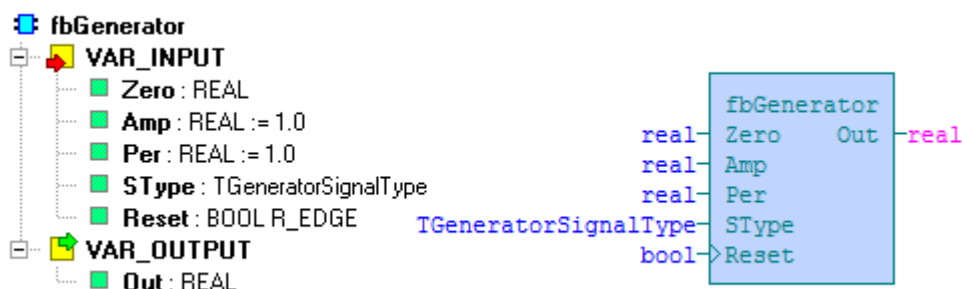 fbGenerator
VAR_INPUT
Zero : REAL
Amp : REAL := 1.0
Per : REAL := 1.0
SType : TGeneratorSignalType
Reset : BOOL R_EDGE
VAR_OUTPUT
Out : REAL
fbGenerator
real Zero Out real
real Amp
real Per
TGeneratorSignalType SType
bool Reset